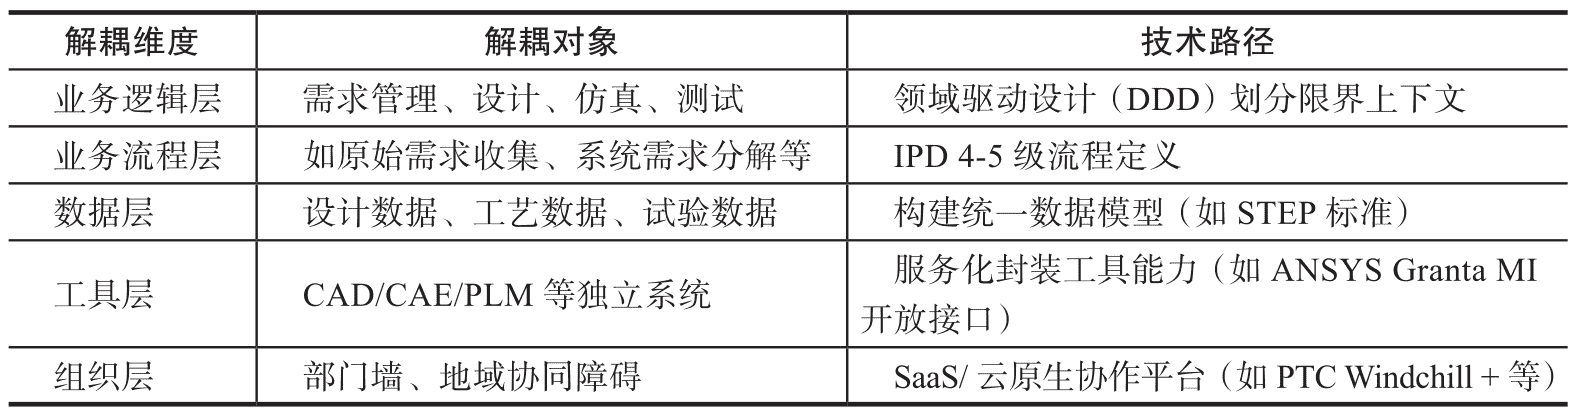 解耦维度 解耦对象 技术路径
业务逻辑层 需求管理、设计、仿真、测试 领域驱动设计（DDD）划分限界上下文
业务流程层 如原始需求收集、系统需求分解等 IPD 4-5 级流程定义
数据层 设计数据、工艺数据、试验数据 构建统一数据模型（如 STEP 标准）
工具层 CAD/CAE/PLM 等独立系统 服务化封装工具能力（如 ANSYS Granta MI
开放接口）
组织层 部门墙、地域协同障碍 SaaS/ 云原生协作平台（如 PTC Windchill + 等）